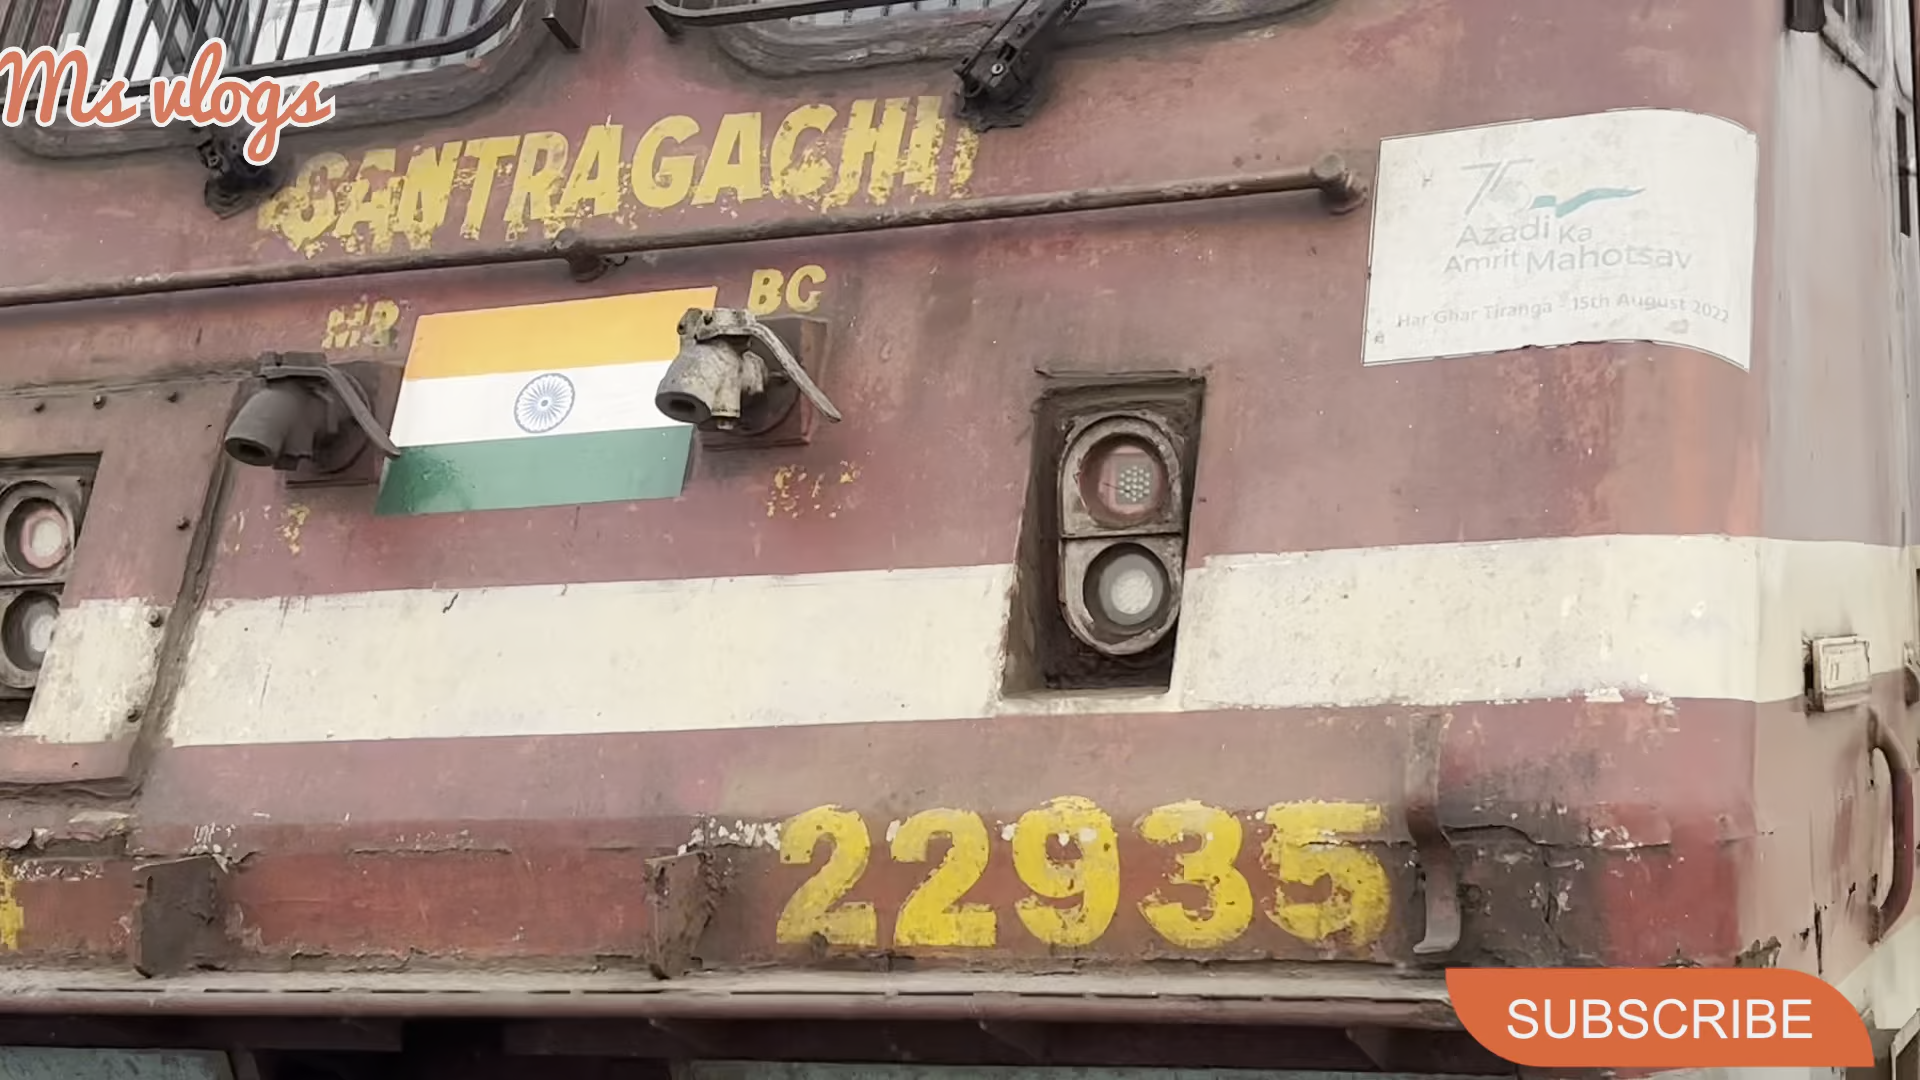 Ms vlogs
SANTRAGACHI
75
Azadi Ka
Amrit Mahotsav
Har Ghar Tiranga - 15th August 2022
MR
BC
22935
SUBSCRIBE